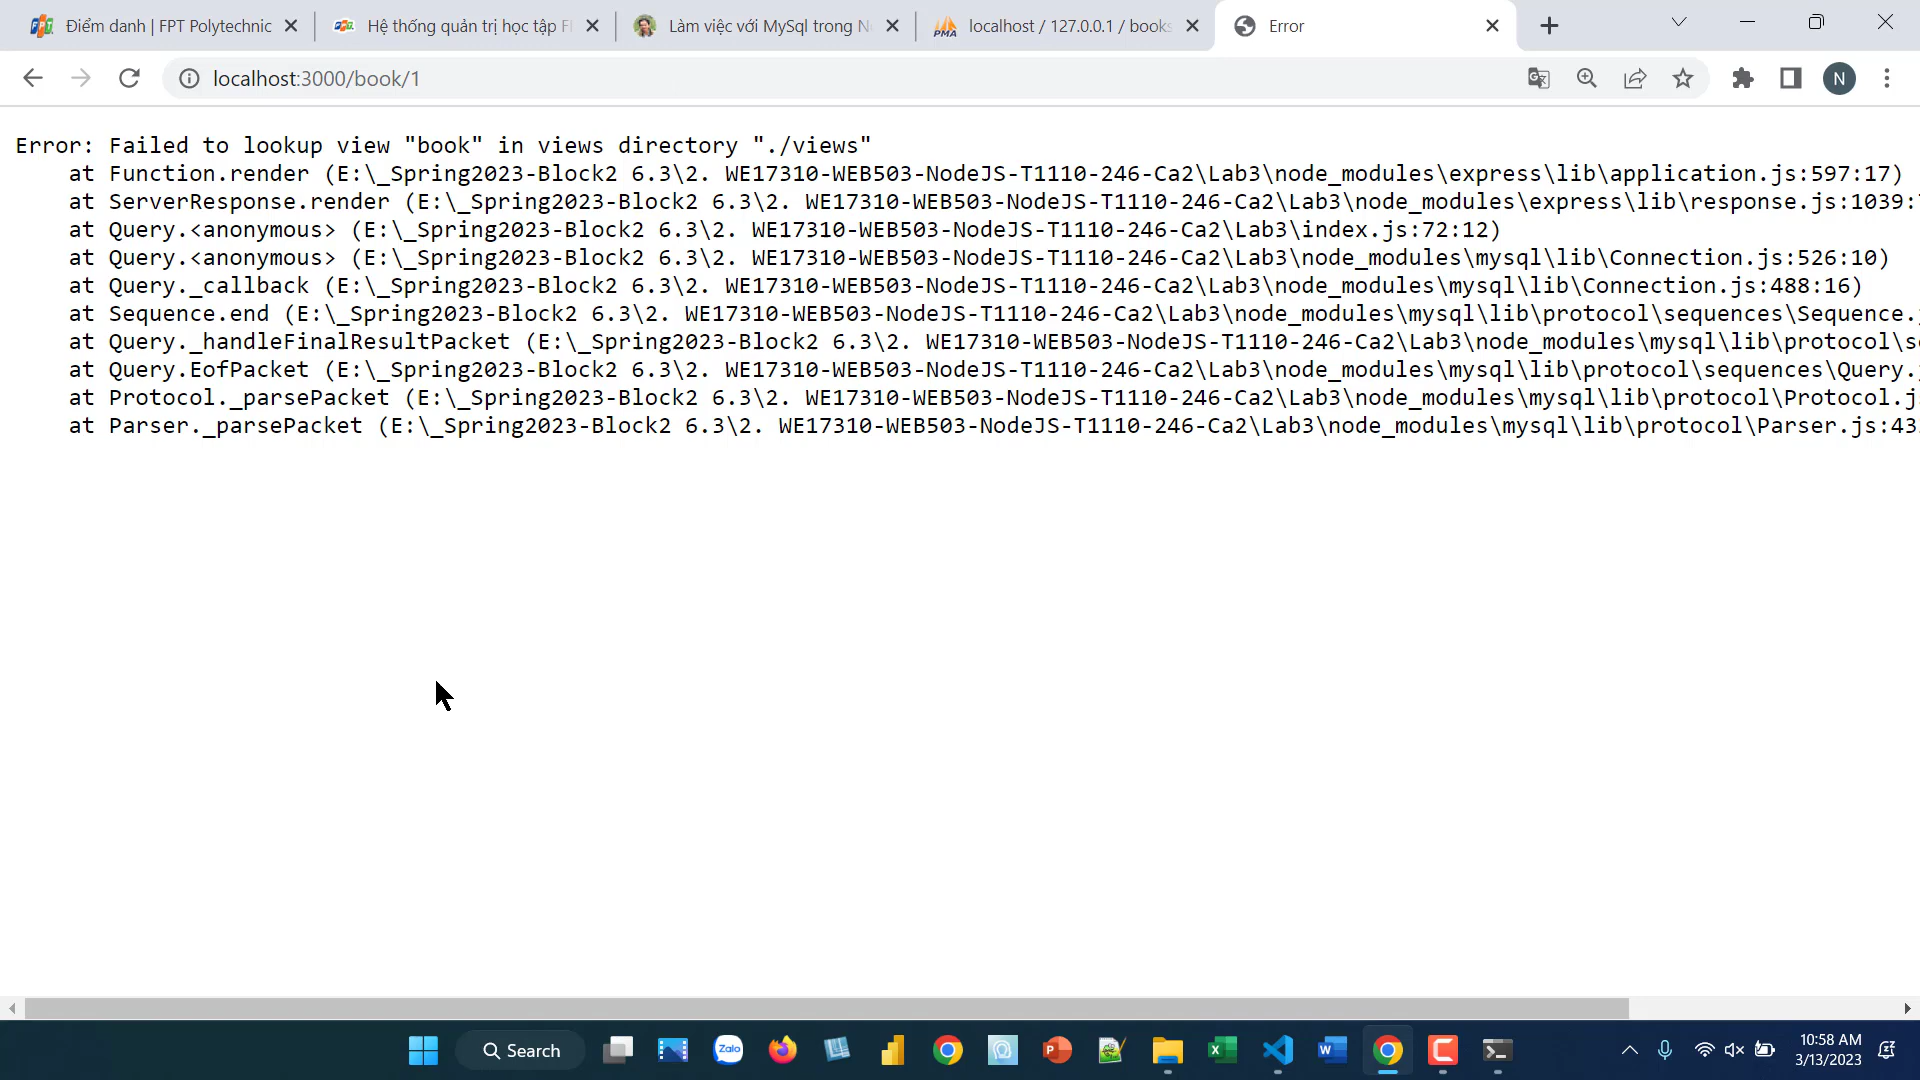 Điểm danh | FPT Polytechnic
Hệ thống quản trị học tập F
Làm việc với MySql trong N
localhost / 127.0.0.1 / books
Error
localhost:3000/book/1
N
Error: Failed to lookup view "book" in views directory "./views"
at Function.render (E:\_Spring2023-Block2 6.3\2. WE17310-WEB503-NodeJS-T1110-246-Ca2\Lab3\node_modules\express\lib\application.js:597:17)
at ServerResponse.render (E:\_Spring2023-Block2 6.3\2. WE17310-WEB503-NodeJS-T1110-246-Ca2\Lab3\node_modules\express\lib\response.js:1039:
at Query.<anonymous> (E:\_Spring2023-Block2 6.3\2. WE17310-WEB503-NodeJS-T1110-246-Ca2\Lab3\index.js:72:12)
at Query.<anonymous> (E:\_Spring2023-Block2 6.3\2. WE17310-WEB503-NodeJS-T1110-246-Ca2\Lab3\node_modules\mysql\lib\Connection.js:526:10)
at Query._callback (E:\_Spring2023-Block2 6.3\2. WE17310-WEB503-NodeJS-T1110-246-Ca2\Lab3\node_modules\mysql\lib\Connection.js:488:16)
at Sequence.end (E:\_Spring2023-Block2 6.3\2. WE17310-WEB503-NodeJS-T1110-246-Ca2\Lab3\node_modules\mysql\lib\protocol\sequences\Sequence.
at Query._handleFinalResultPacket (E:\_Spring2023-Block2 6.3\2. WE17310-WEB503-NodeJS-T1110-246-Ca2\Lab3\node_modules\mysql\lib\protocol\s
at Query.EofPacket (E:\_Spring2023-Block2 6.3\2. WE17310-WEB503-NodeJS-T1110-246-Ca2\Lab3\node_modules\mysql\lib\protocol\sequences\Query.
at Protocol._parsePacket (E:\_Spring2023-Block2 6.3\2. WE17310-WEB503-NodeJS-T1110-246-Ca2\Lab3\node_modules\mysql\lib\protocol\Protocol.j
at Parser._parsePacket (E:\_Spring2023-Block2 6.3\2. WE17310-WEB503-NodeJS-T1110-246-Ca2\Lab3\node_modules\mysql\lib\protocol\Parser.js:43
Search
Zalo
10:58 AM
3/13/2023